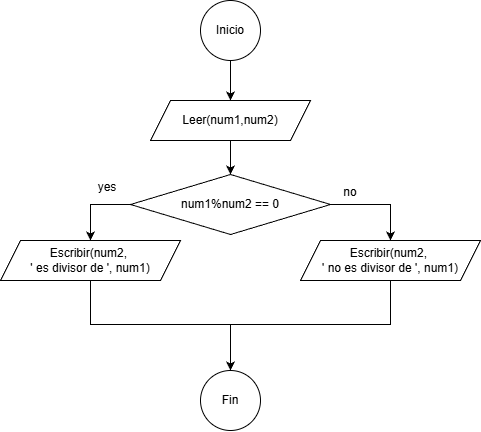 Inicio
Leer(num1,num2)
yes
no
num1%num2 == 0
Escribir(num2,
' es divisor de ', num1)
Escribir(num2,
' no es divisor de ', num1)
Fin